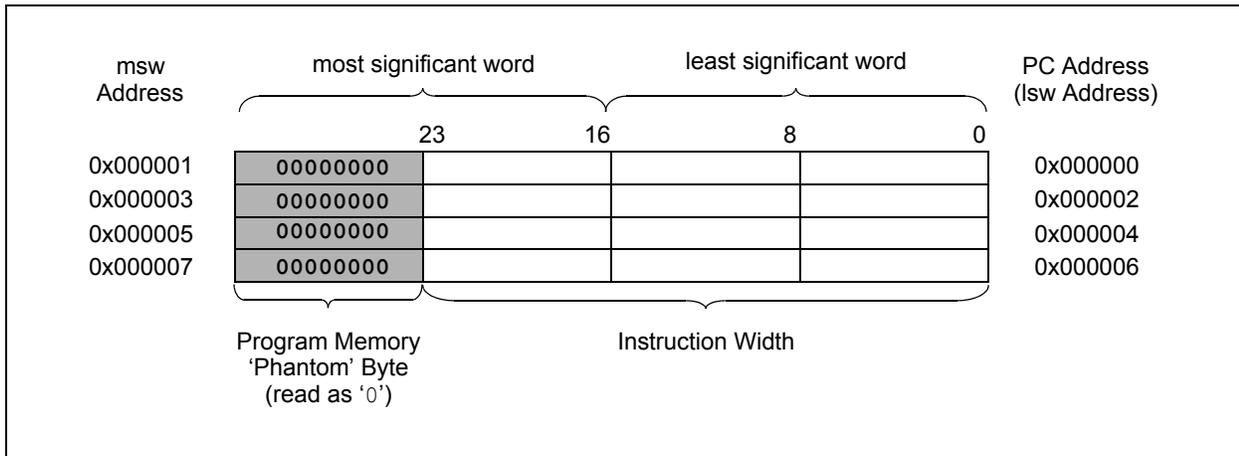 msw
Address
most significant word
least significant word
PC Address
(lsw Address)
23 16 8 0
0x000001 00000000 0x000000
0x000003 00000000 0x000002
0x000005 00000000 0x000004
0x000007 00000000 0x000006
Program Memory
‘Phantom’ Byte
(read as ‘0’)
Instruction Width